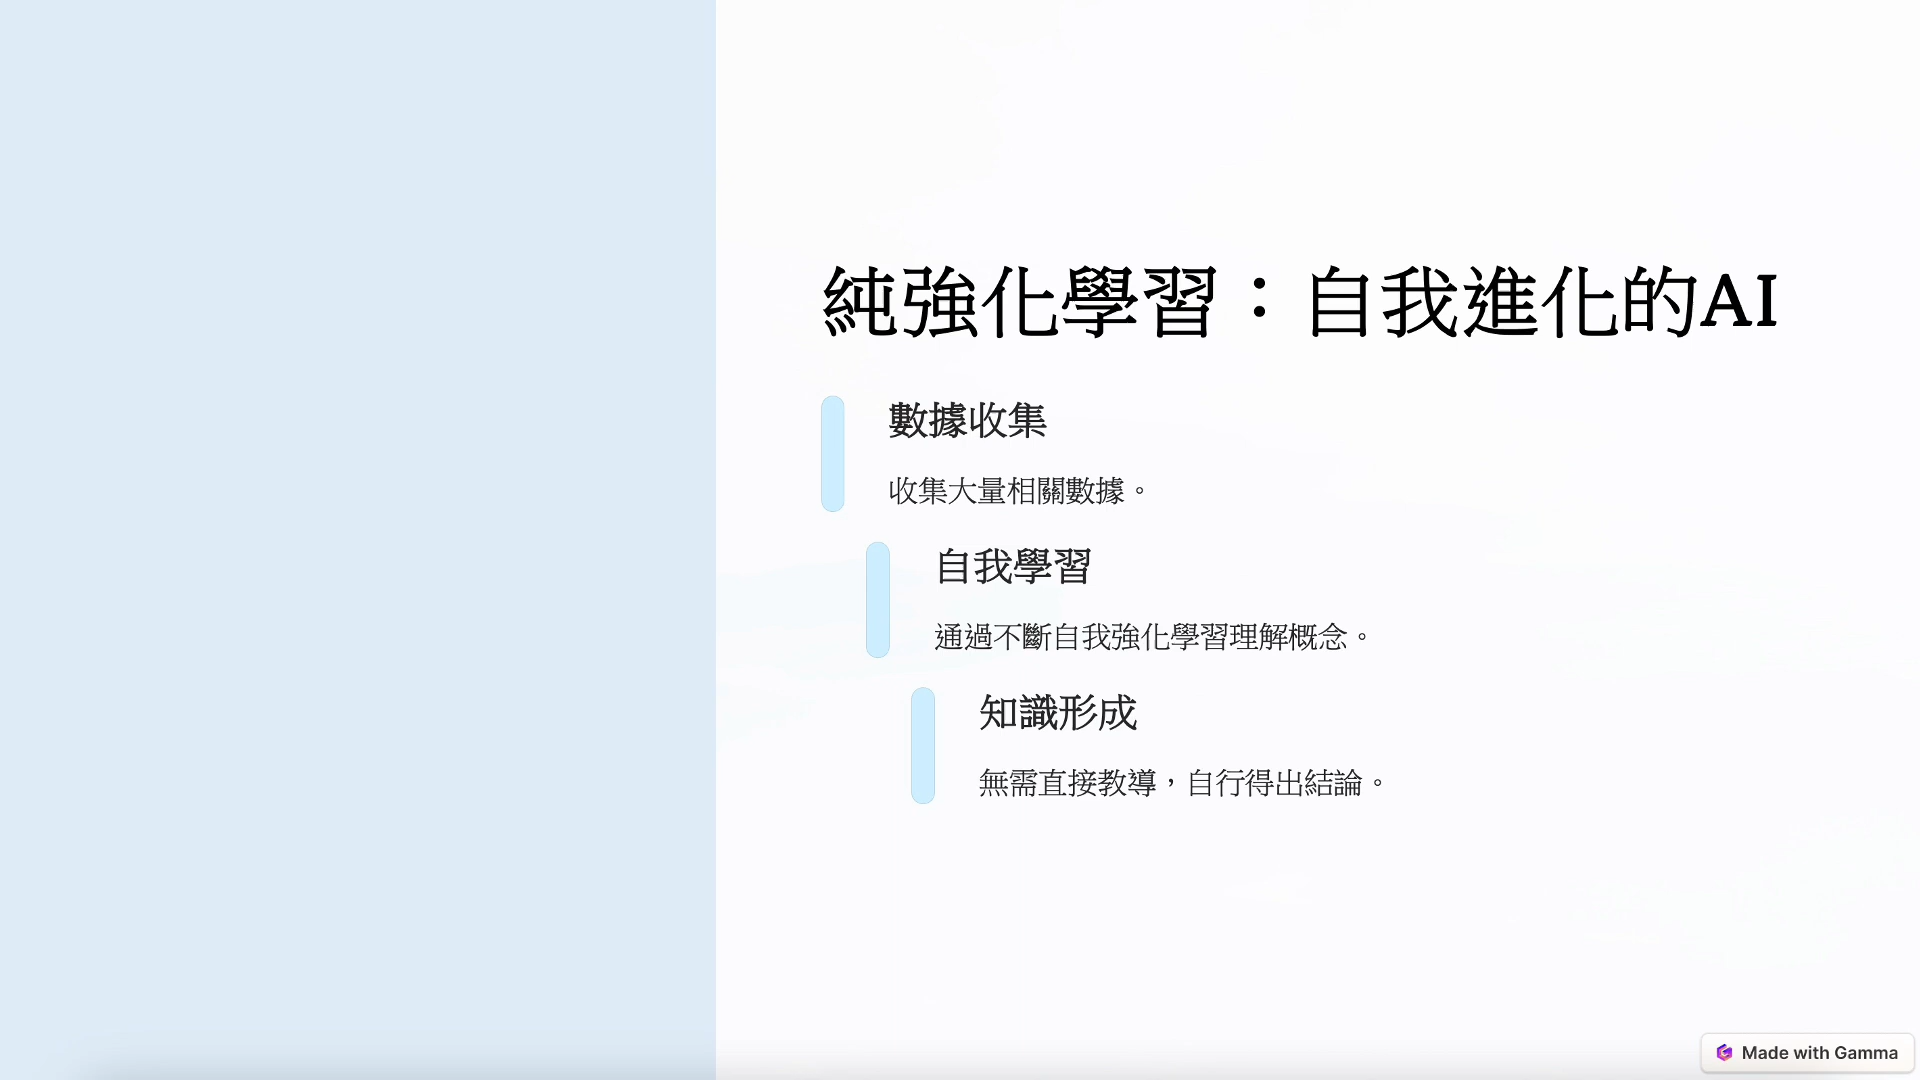 純強化學習：自我進化的AI
數據收集
收集大量相關數據。
自我學習
通過不斷自我強化學習理解概念。
知識形成
無需直接教導，自行得出結論。
Made with Gamma